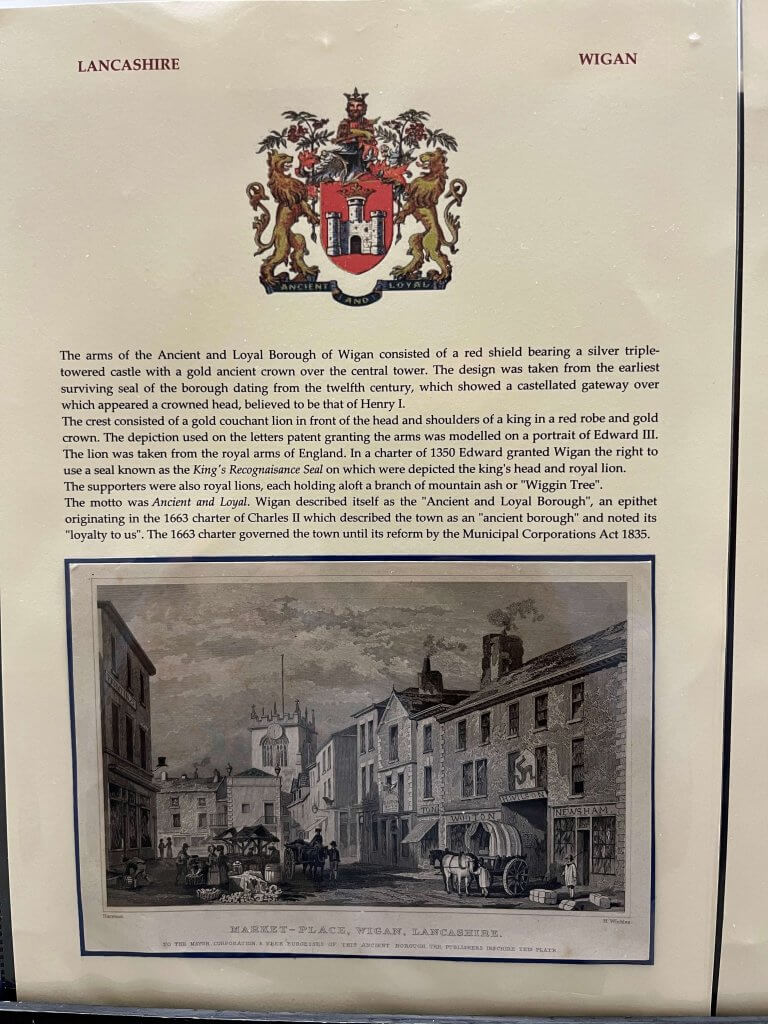 LANCASHIRE
WIGAN
ANCIENT AND LOYAL
The arms of the Ancient and Loyal Borough of Wigan consisted of a red shield bearing a silver triple-
towered castle with a gold ancient crown over the central tower. The design was taken from the earliest
surviving seal of the borough dating from the twelfth century, which showed a castellated gateway over
which appeared a crowned head, believed to be that of Henry I.
The crest consisted of a gold couchant lion in front of the head and shoulders of a king in a red robe and gold
crown. The depiction used on the letters patent granting the arms was modelled on a portrait of Edward III.
The lion was taken from the royal arms of England. In a charter of 1350 Edward granted Wigan the right to
use a seal known as the King's Recognaisance Seal on which were depicted the king's head and royal lion.
The supporters were also royal lions, each holding aloft a branch of mountain ash or "Wiggin Tree".
The motto was Ancient and Loyal. Wigan described itself as the "Ancient and Loyal Borough", an epithet
originating in the 1663 charter of Charles II which described the town as an "ancient borough" and noted its
"loyalty to us". The 1663 charter governed the town until its reform by the Municipal Corporations Act 1835.
NEWSHAM
MARKET-PLACE, WIGAN, LANCASHIRE.
TO THE MAYOR, CORPORATION & FREE BURGESSES OF THIS ANCIENT BOROUGH THE PUBLISHERS INSCRIBE THIS PLATE.